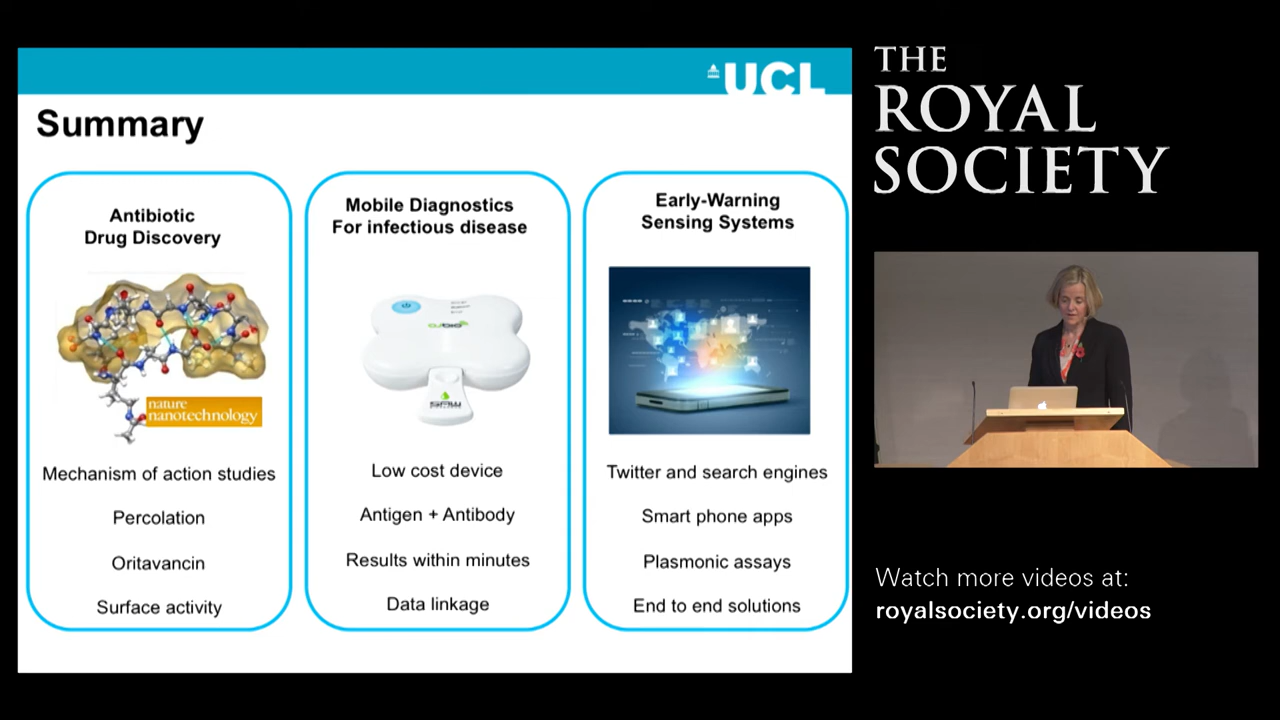 UCL
Summary
Antibiotic
Drug Discovery
nature
nanotechnology
Mechanism of action studies
Percolation
Oritavancin
Surface activity
Mobile Diagnostics
For infectious disease
Low cost device
Antigen + Antibody
Results within minutes
Data linkage
Early-Warning
Sensing Systems
Twitter and search engines
Smart phone apps
Plasmonic assays
End to end solutions
THE
ROYAL
SOCIETY
Watch more videos at:
royalsociety.org/videos